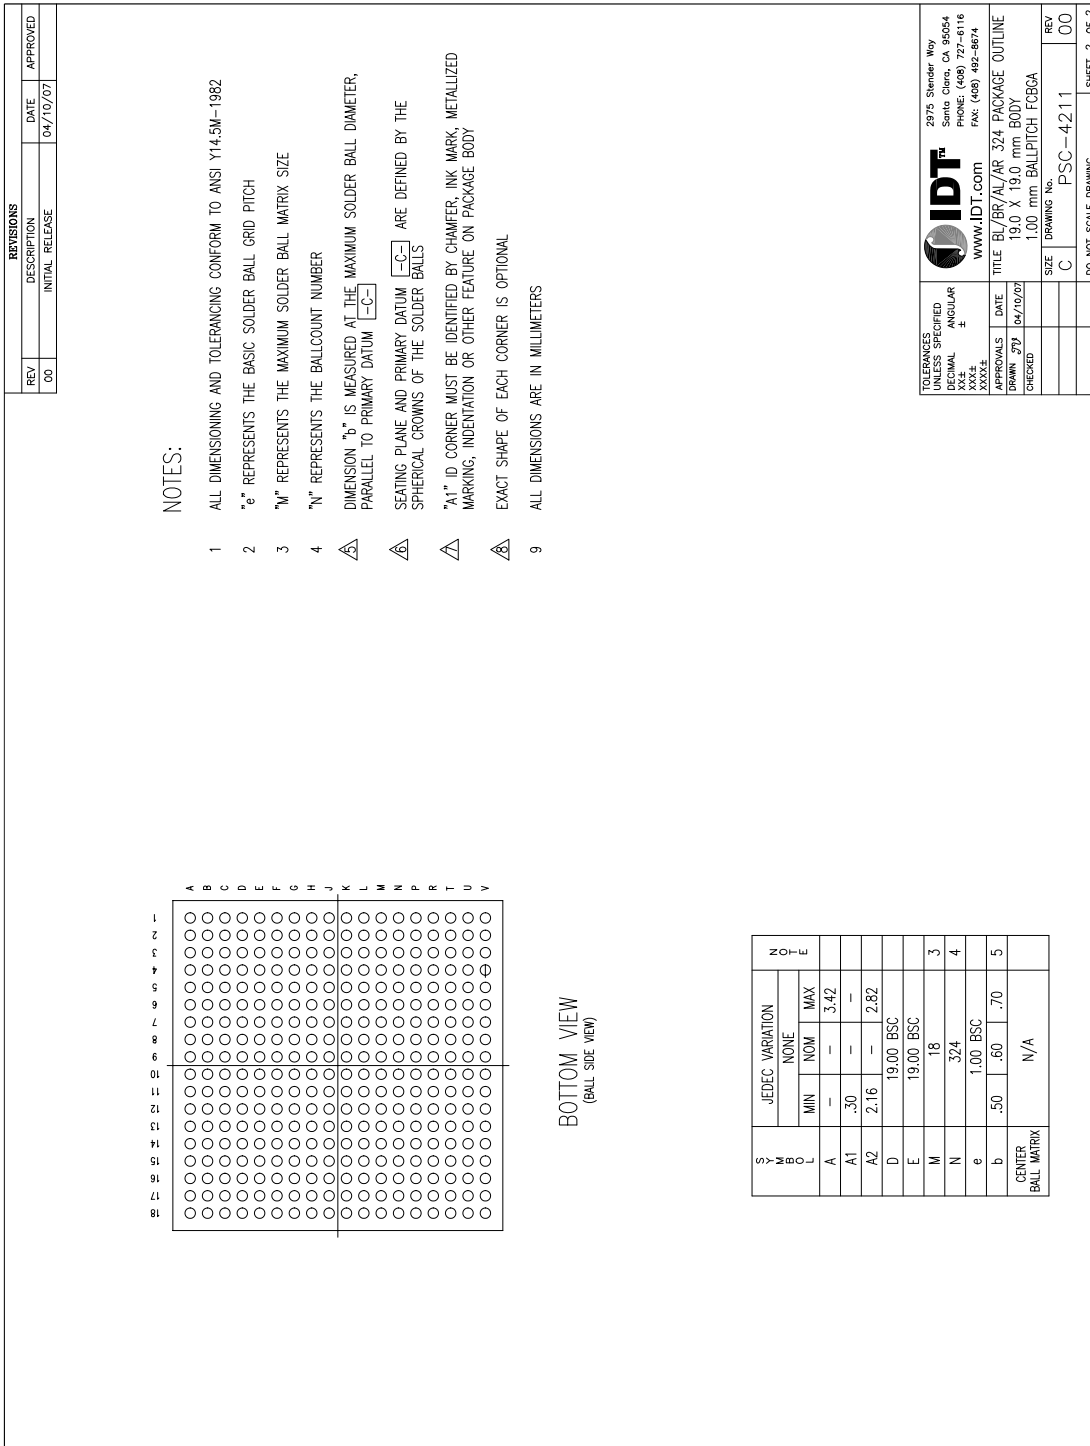 REVISIONS
REV DESCRIPTION DATE APPROVED
00 INITIAL RELEASE 04/10/07
NOTES:
1 ALL DIMENSIONING AND TOLERANCING CONFORM TO ANSI Y14.5M-1982
2 "e" REPRESENTS THE BASIC SOLDER BALL GRID PITCH
3 "M" REPRESENTS THE MAXIMUM SOLDER BALL MATRIX SIZE
4 "N" REPRESENTS THE BALLCOUNT NUMBER
5 DIMENSION "b" IS MEASURED AT THE MAXIMUM SOLDER BALL DIAMETER,
PARALLEL TO PRIMARY DATUM -C-
6 SEATING PLANE AND PRIMARY DATUM -C- ARE DEFINED BY THE
SPHERICAL CROWNS OF THE SOLDER BALLS
7 "A1" ID CORNER MUST BE IDENTIFIED BY CHAMFER, INK MARK, METALLIZED
MARKING, INDENTATION OR OTHER FEATURE ON PACKAGE BODY
8 EXACT SHAPE OF EACH CORNER IS OPTIONAL
9 ALL DIMENSIONS ARE IN MILLIMETERS
18 17 16 15 14 13 12 11 10 9 8 7 6 5 4 3 2 1
A
B
C
D
E
F
G
H
J
K
L
M
N
P
R
T
U
V
BOTTOM VIEW
(BALL SIDE VIEW)
SYMBOL JEDEC VARIATION NOTE
NONE
MIN NOM MAX
A – – 3.42
A1 .30 – –
A2 2.16 – 2.82
D 19.00 BSC
E 19.00 BSC
M 18 3
N 324 4
e 1.00 BSC
b .50 .60 .70 5
CENTER
BALL MATRIX N/A
TOLERANCES
UNLESS SPECIFIED
DECIMAL ANGULAR
XX± ±
XXX±
XXXX±
IDT TM
www.IDT.com
2975 Stender Way
Santa Clara, CA 95054
PHONE: (408) 727-6116
FAX: (408) 492-8674
APPROVALS DATE
DRAWN 04/10/07
CHECKED
TITLE BL/BR/AL/AR 324 PACKAGE OUTLINE
19.0 X 19.0 mm BODY
1.00 mm BALLPITCH FCBGA
SIZE DRAWING No. REV
C PSC-4211 00
DO NOT SCALE DRAWING SHEET 2 OF 2